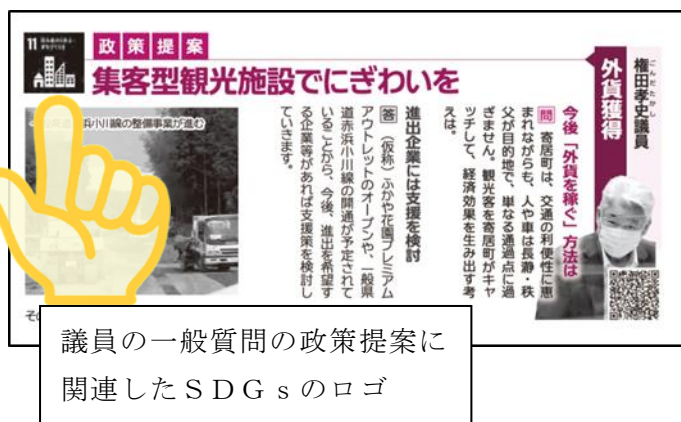 11
政策提案
集客型観光施設でにぎわいを
権田孝史議員
ごんだたかし
外貨獲得
今後「外貨を稼ぐ」方法は
問 寄居町は、交通の利便性に恵
まれながらも、人や車は長瀞・秩
父が目的地で、単なる通過点に過
ぎません。観光客を寄居町がキャ
ッチして、経済効果を生み出す考
えは。
進出企業には支援を検討
答 (仮称)ふかや花園プレミアム
アウトレットのオープンや、一般県
道赤浜小川線の開通が予定されて
いることから、今後、進出を希望す
る企業等があれば支援策を検討し
ていきます。
浜小川線の整備事業が進む
議員の一般質問の政策提案に
関連したSDGsのロゴ